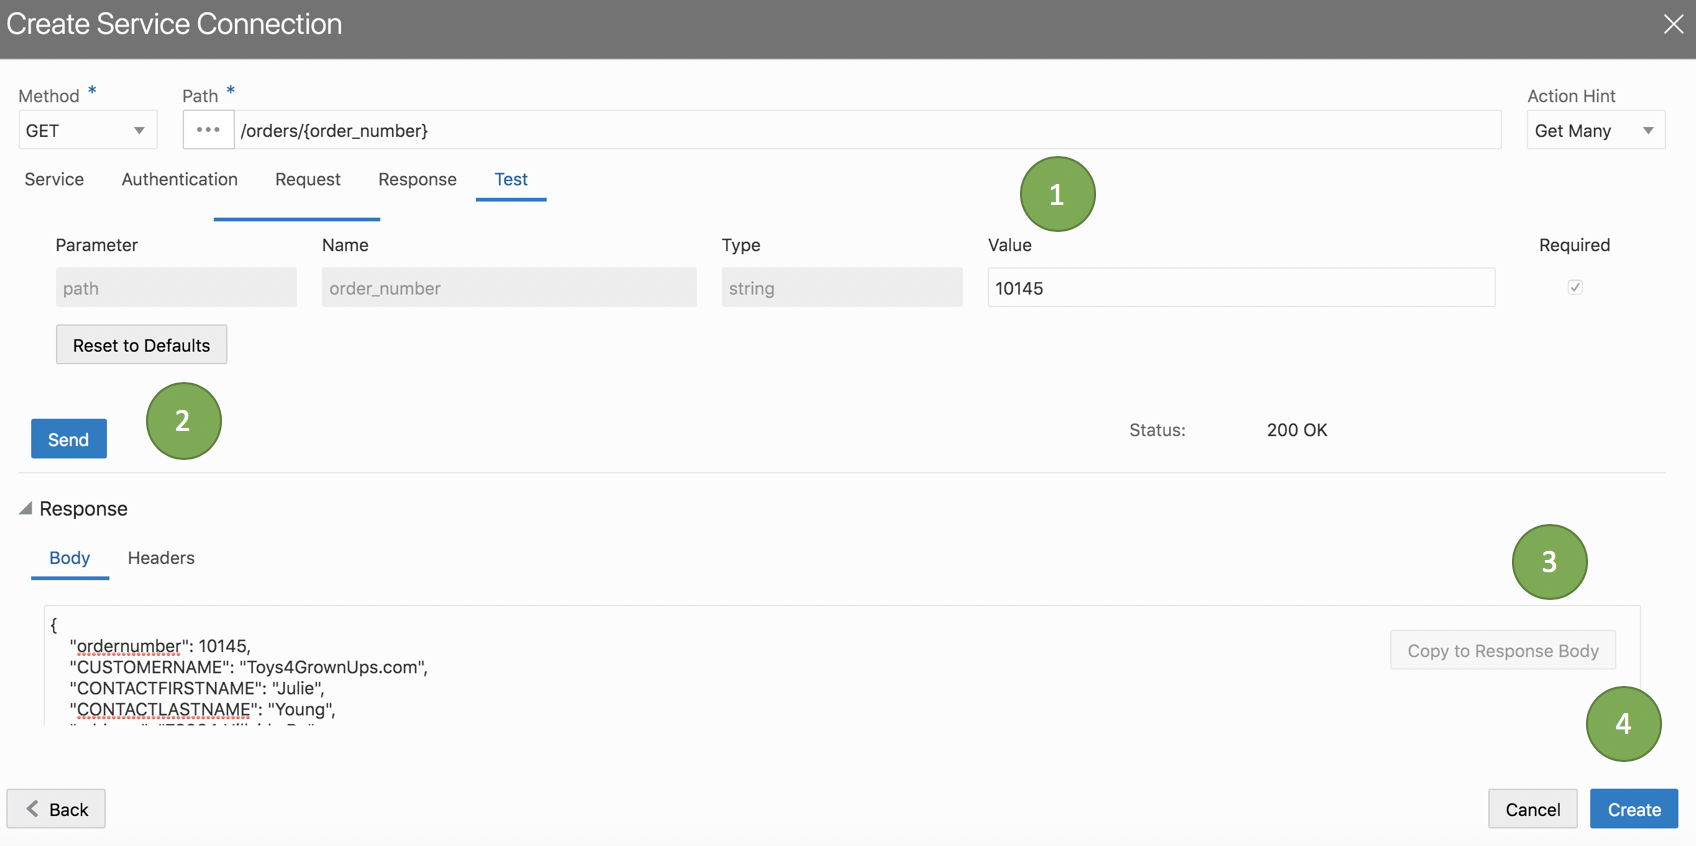 Create Service Connection
Method *
Path *
Action Hint
GET
/orders/{order_number}
Get Many
Service Authentication Request Response Test
1
Parameter Name Type Value Required
path order_number string 10145
Reset to Defaults
2
Send
Status: 200 OK
Response
Body Headers
3
{
"ordernumber": 10145,
"CUSTOMERNAME": "Toys4GrownUps.com",
"CONTACTFIRSTNAME": "Julie",
"CONTACTLASTNAME": "Young",
Copy to Response Body
4
Back
Cancel
Create